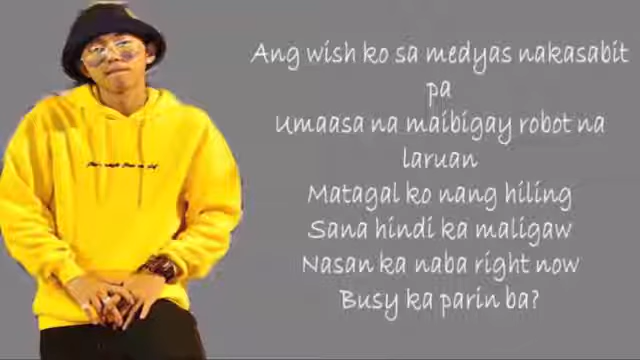 Ang wish ko sa medyas nakasabit
pa
Umaasa na maibigay robot na
laruan
Matagal ko nang hiling
Sana hindi ka maligaw
Nasan ka naba right now
Busy ka parin ba?